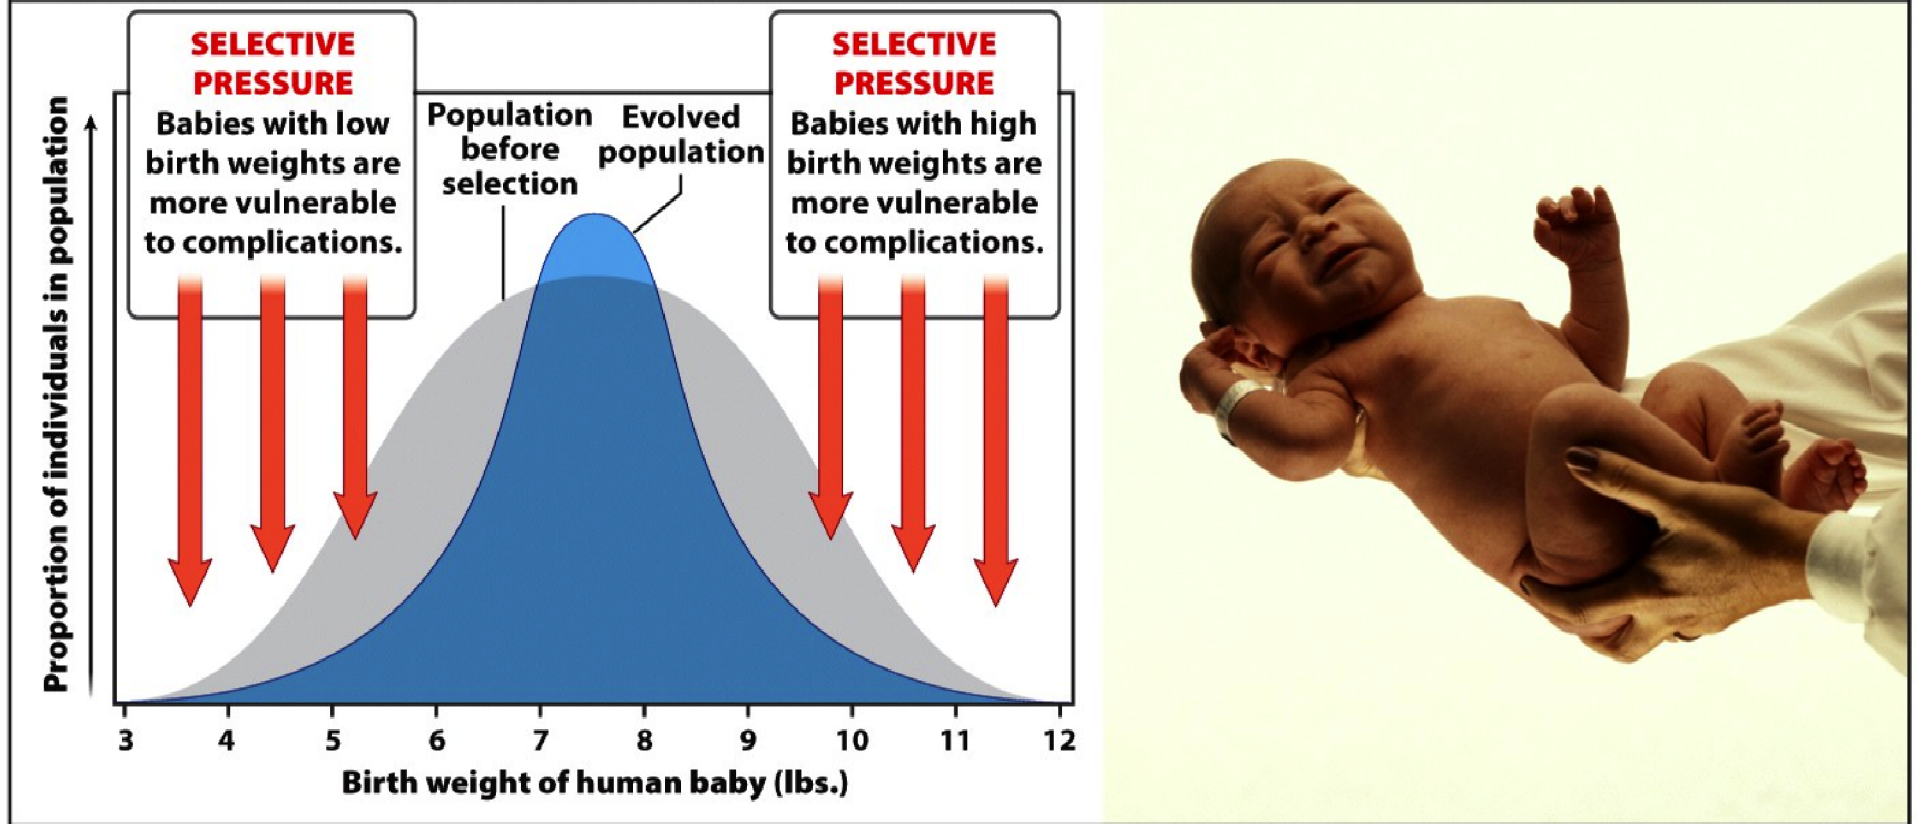 SELECTIVE
PRESSURE
Babies with low
birth weights are
more vulnerable
to complications.
Population
before
selection
Evolved
population
SELECTIVE
PRESSURE
Babies with high
birth weights are
more vulnerable
to complications.
Proportion of individuals in population
3 4 5 6 7 8 9 10 11 12
Birth weight of human baby (lbs.)